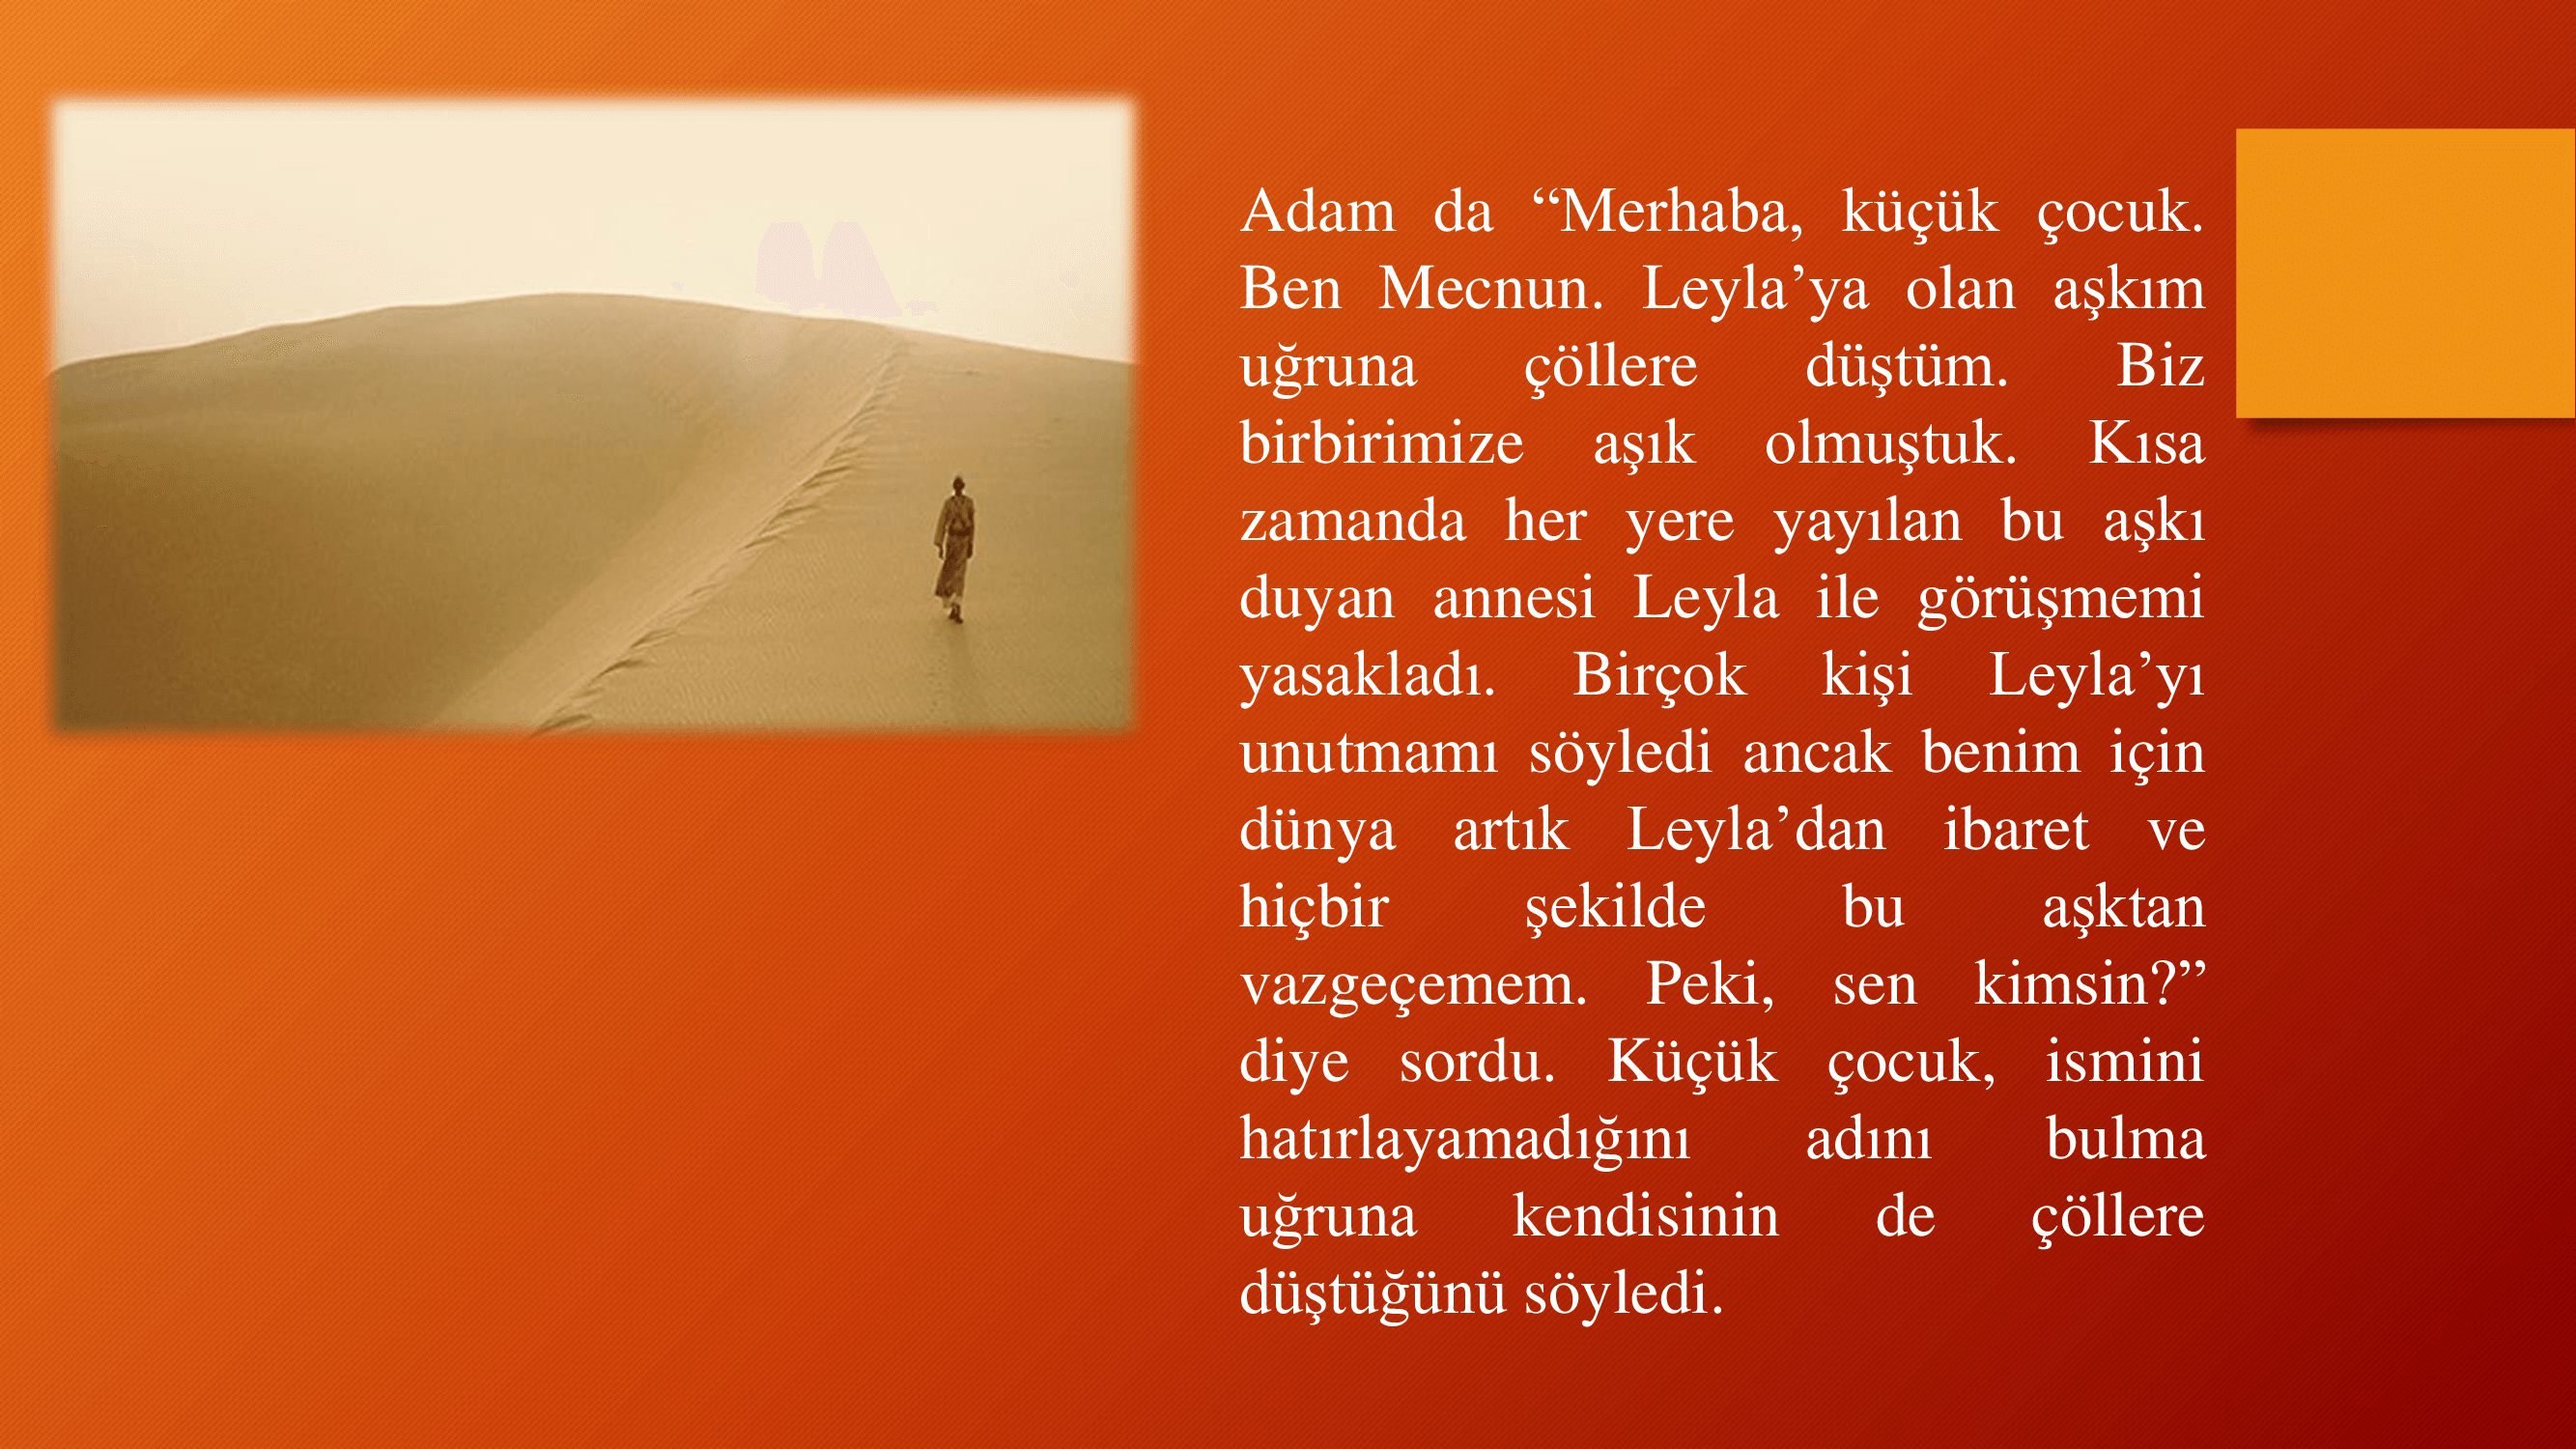 Adam da “Merhaba, küçük çocuk.
Ben Mecnun. Leyla’ya olan aşkım
uğruna çöllere düştüm. Biz
birbirimize aşık olmuştuk. Kısa
zamanda her yere yayılan bu aşkı
duyan annesi Leyla ile görüşmemi
yasakladı. Birçok kişi Leyla’yı
unutmamı söyledi ancak benim için
dünya artık Leyla’dan ibaret ve
hiçbir şekilde bu aşktan
vazgeçemem. Peki, sen kimsin?”
diye sordu. Küçük çocuk, ismini
hatırlayamadığını adını bulma
uğruna kendisinin de çöllere
düştüğünü söyledi.